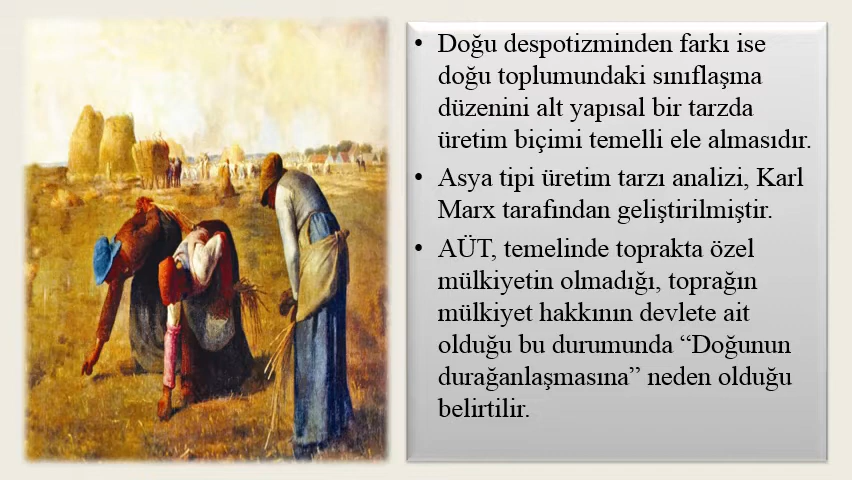 • Doğu despotizminden farkı ise
doğu toplumundaki sınıflaşma
düzenini alt yapısal bir tarzda
üretim biçimi temelli ele almasıdır.
• Asya tipi üretim tarzı analizi, Karl
Marx tarafından geliştirilmiştir.
• AÜT, temelinde toprakta özel
mülkiyetin olmadığı, toprağın
mülkiyet hakkının devlete ait
olduğu bu durumunda “Doğunun
durağanlaşmasına” neden olduğu
belirtilir.